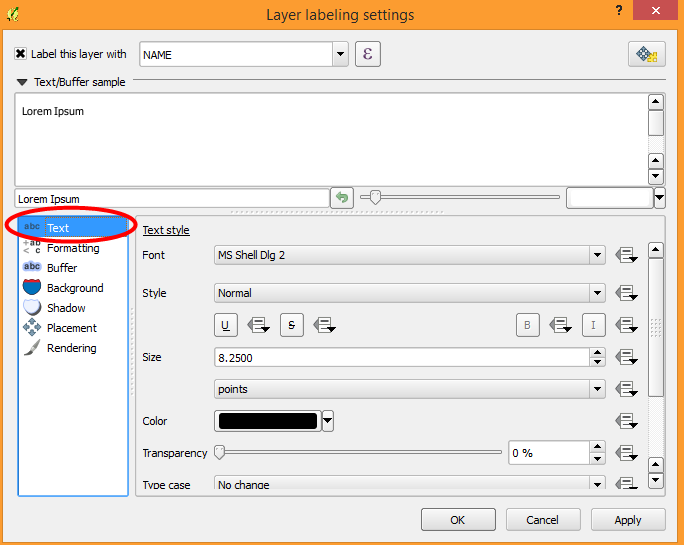 Layer labeling settings
? ×
Label this layer with NAME ε
Text/Buffer sample
Lorem Ipsum
Lorem Ipsum
abc Text
+ab < c Formatting
abc Buffer
Background
Shadow
Placement
Rendering
Text style
Font MS Shell Dlg 2
Style Normal
U S B I
Size 8.2500
points
Color
Transparency 0 %
Type case No change
OK Cancel Apply